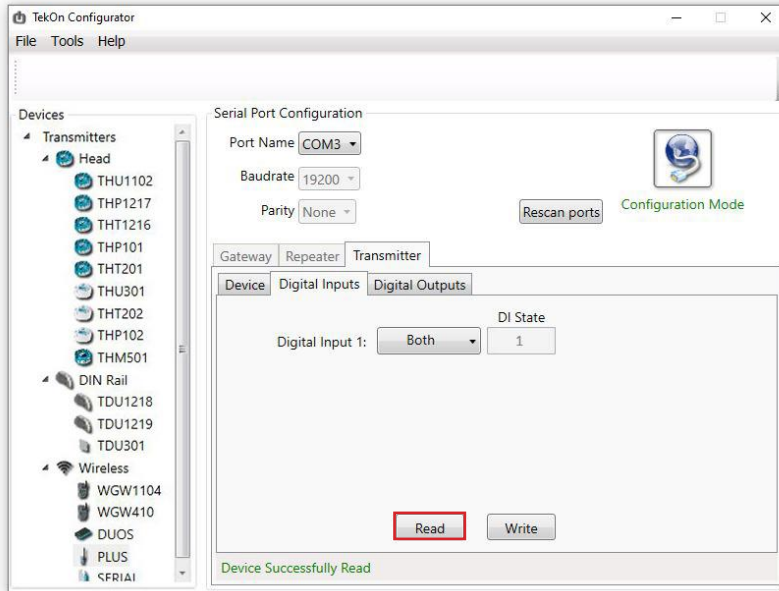 TekOn Configurator
File Tools Help
Devices
Transmitters
Head
THU1102
THP1217
THT1216
THP101
THT201
THU301
THT202
THP102
THM501
DIN Rail
TDU1218
TDU1219
TDU301
Wireless
WGW1104
WGW410
DUOS
PLUS
SERIAL
Serial Port Configuration
Port Name COM3
Baudrate 19200
Parity None
Rescan ports
Configuration Mode
Gateway Repeater Transmitter
Device Digital Inputs Digital Outputs
DI State
Digital Input 1: Both 1
Read Write
Device Successfully Read